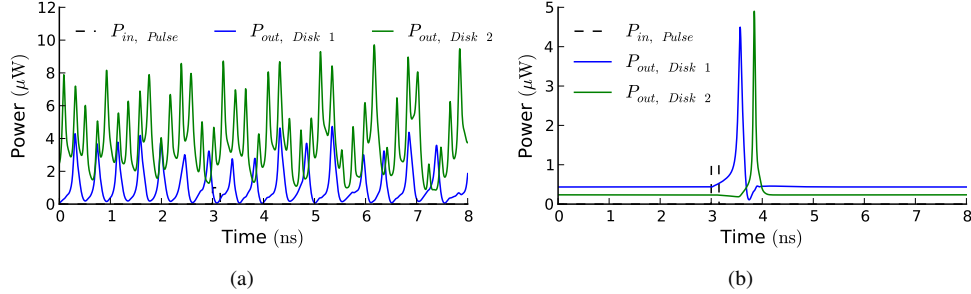 12
10
8
6
4
2
0
Power (μW)
P_in, Pulse
P_out, Disk 1
P_out, Disk 2
0 1 2 3 4 5 6 7 8
Time (ns)
(a)
5
4
3
2
1
0
Power (μW)
P_in, Pulse
P_out, Disk 1
P_out, Disk 2
0 1 2 3 4 5 6 7 8
Time (ns)
(b)